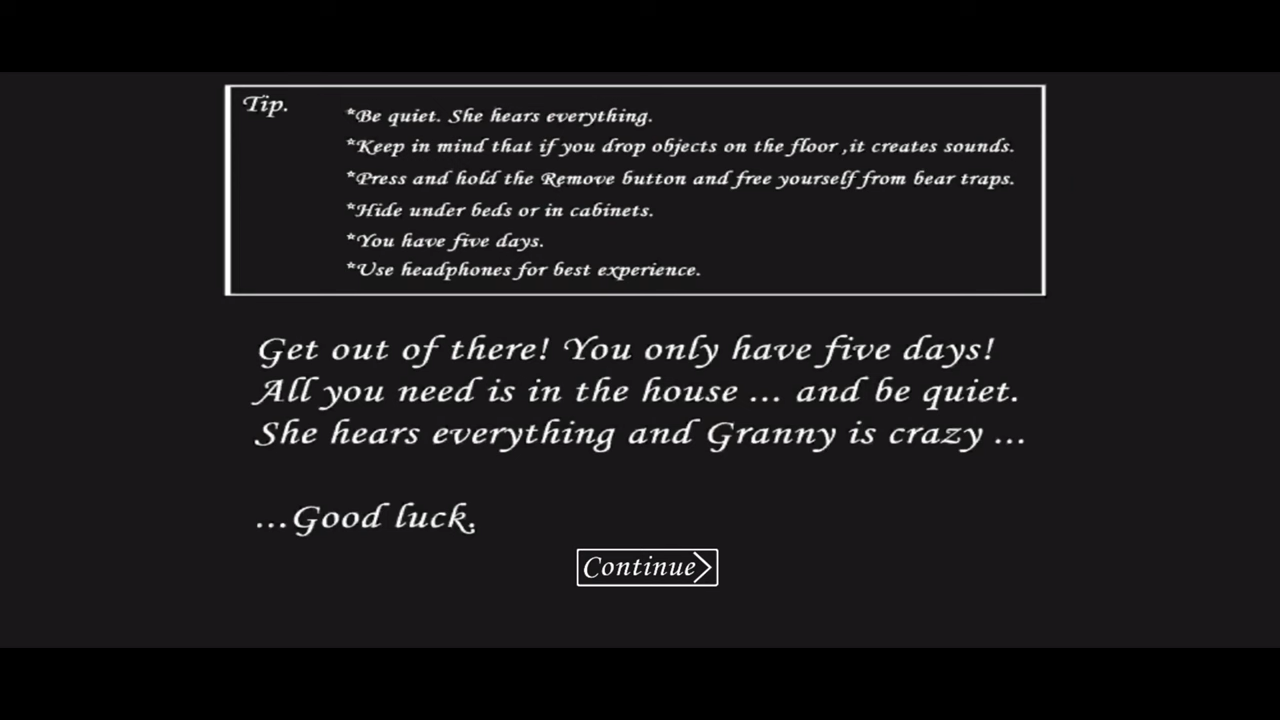 Tip.
*Be quiet. She hears everything.
*Keep in mind that if you drop objects on the floor ,it creates sounds.
*Press and hold the Remove button and free yourself from bear traps.
*Hide under beds or in cabinets.
*You have five days.
*Use headphones for best experience.
Get out of there! You only have five days!
All you need is in the house ... and be quiet.
She hears everything and Granny is crazy ...
...Good luck.
Continue>